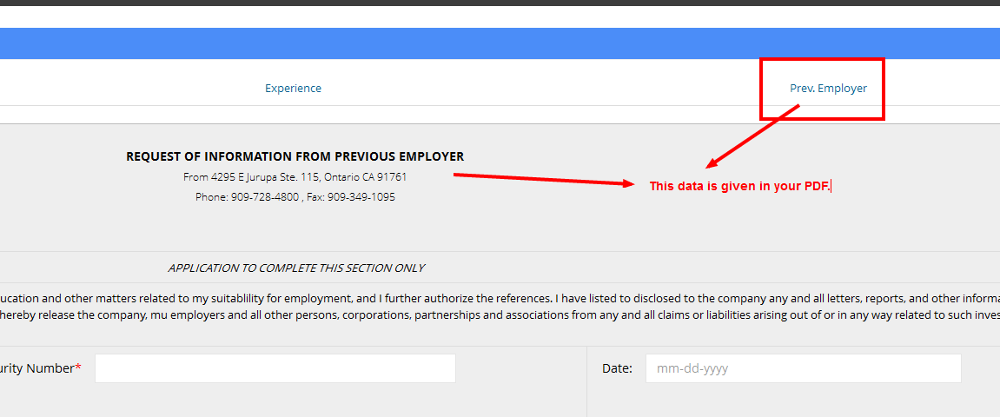 Experience
Prev. Employer
REQUEST OF INFORMATION FROM PREVIOUS EMPLOYER
From 4295 E Jurupa Ste. 115, Ontario CA 91761
This data is given in your PDF.
Phone: 909-728-4800 , Fax: 909-349-1095
APPLICATION TO COMPLETE THIS SECTION ONLY
ucation and other matters related to my suitablility for employment, and I further authorize the references. I have listed to disclosed to the company any and all letters, reports, and other informa
hereby release the company, mu employers and all other persons, corporations, partnerships and associations from any and all claims or liabilities arising out of or in any way related to such inves
urity Number*
Date:
mm-dd-yyyy